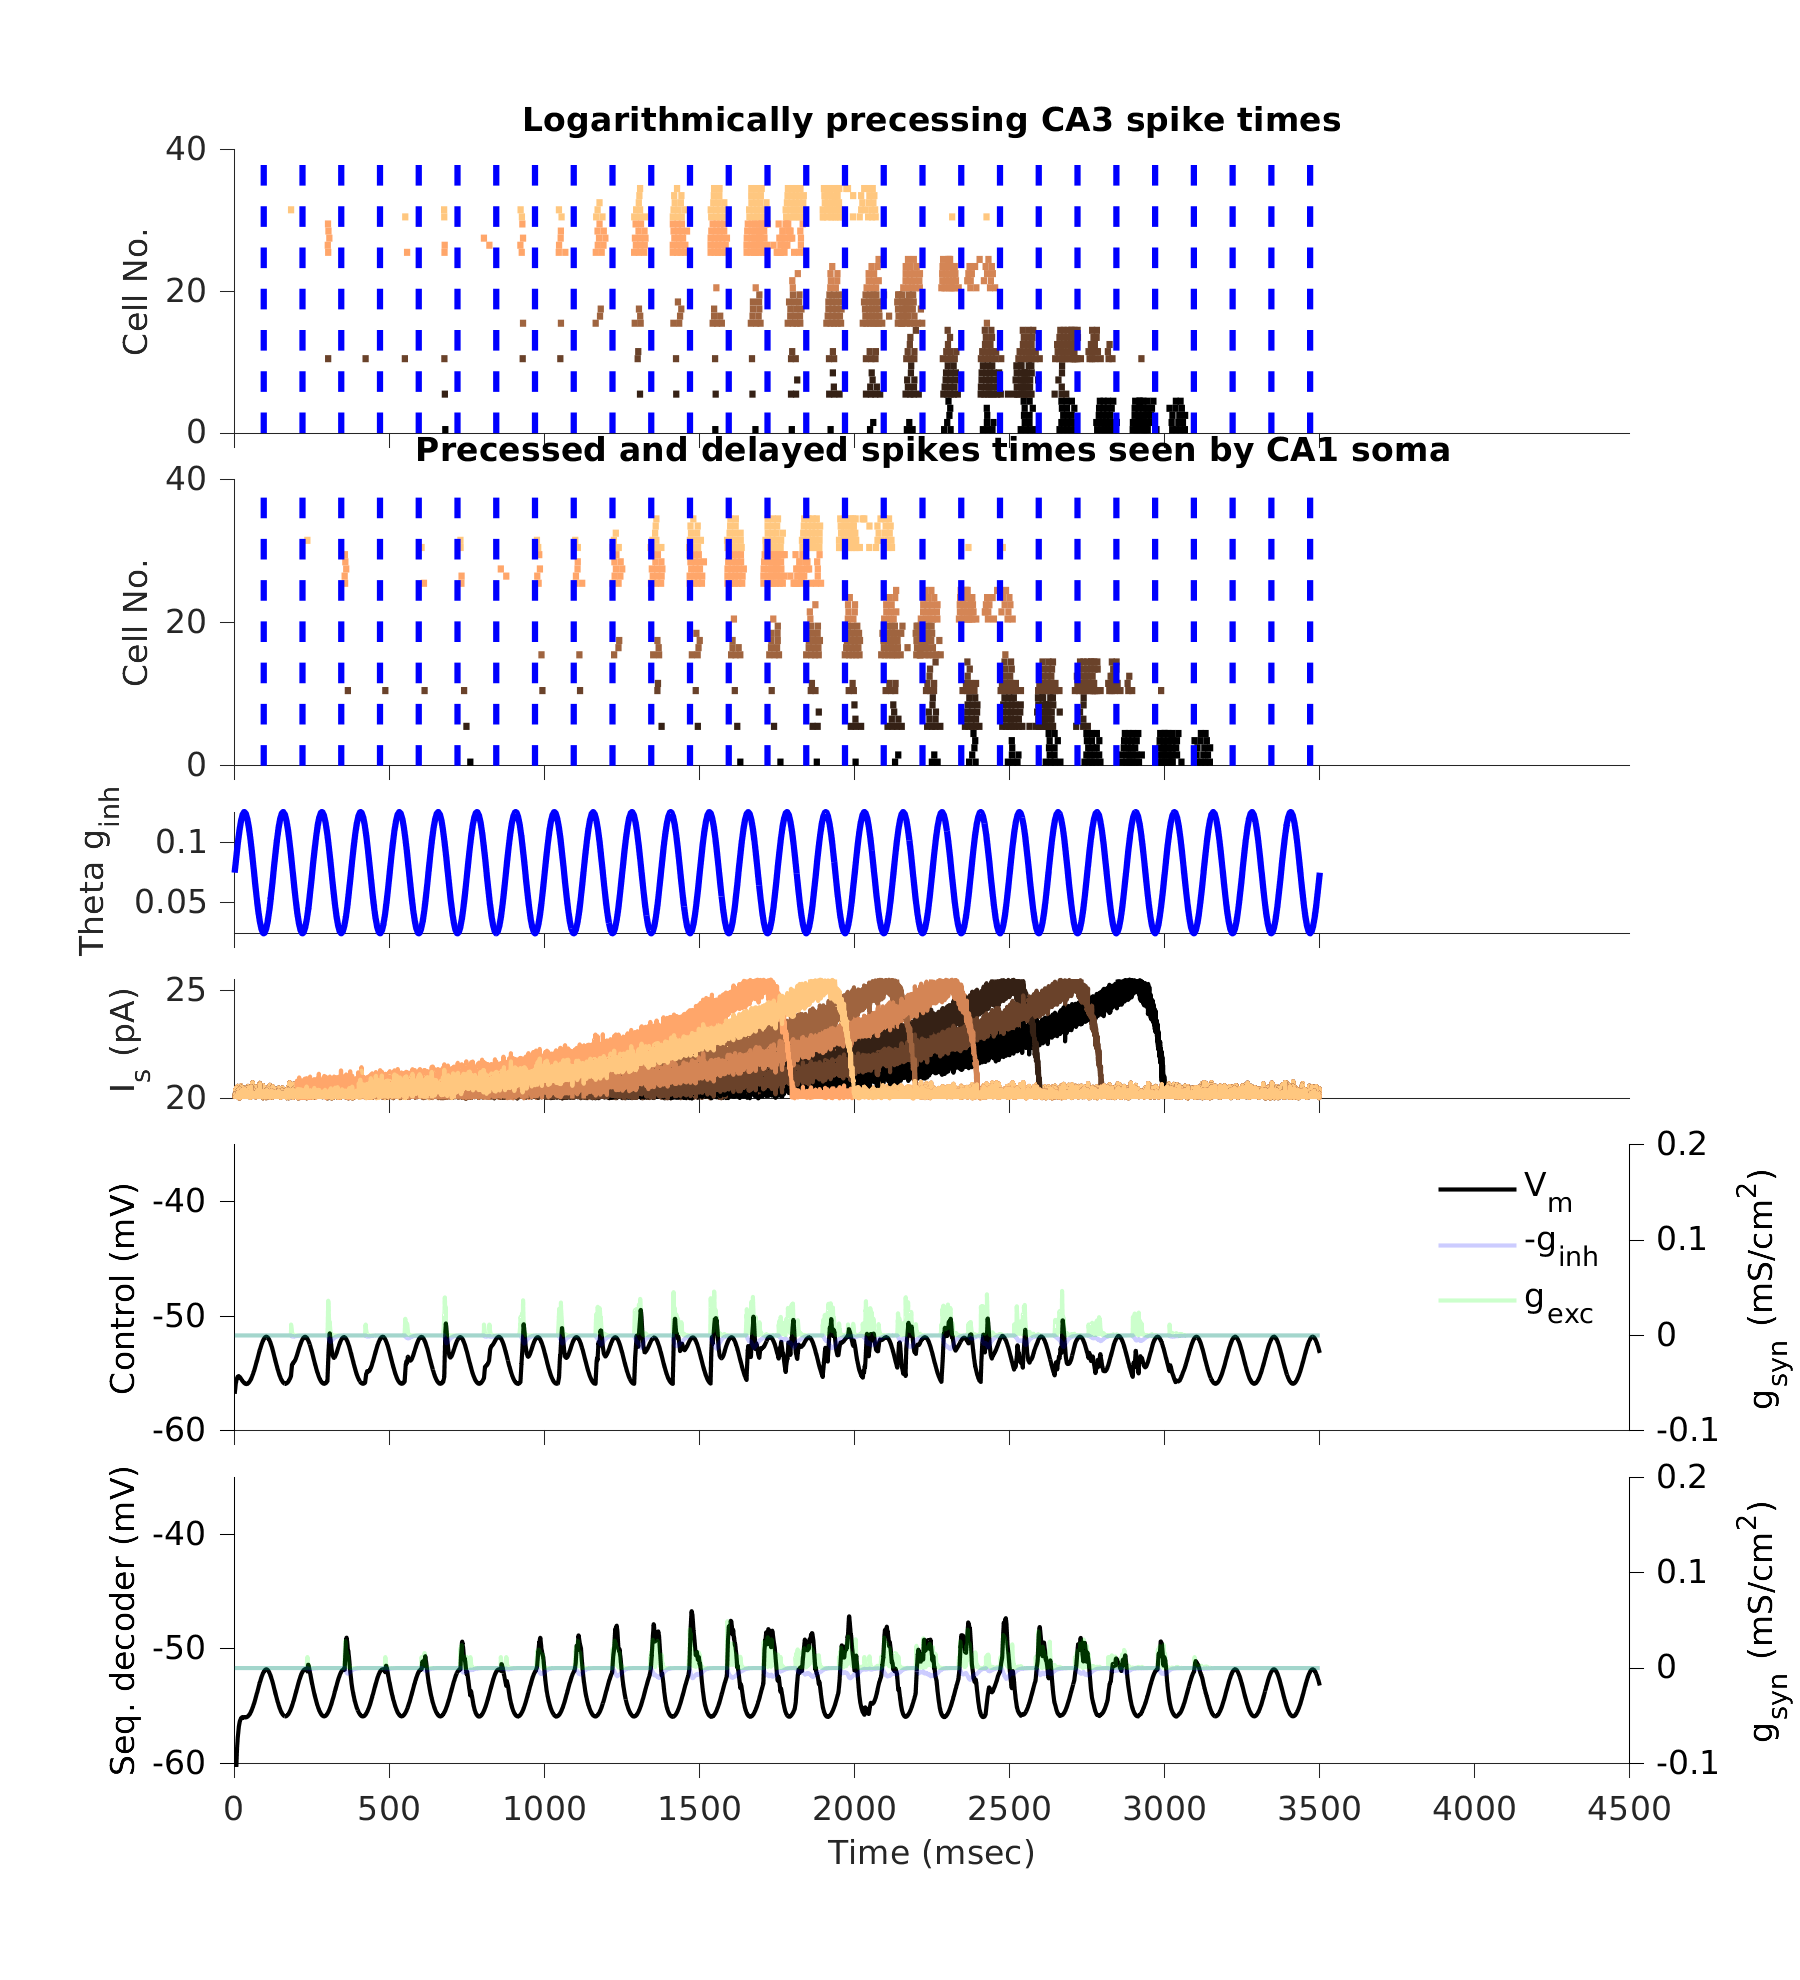 Logarithmically precessing CA3 spike times
40
20
0
Cell No.
Precessed and delayed spikes times seen by CA1 soma
40
20
0
Cell No.
0.1
0.05
Theta g_inh
25
20
I_s (pA)
-40
-50
-60
Control (mV)
V_m
-g_inh
g_exc
0.2
0.1
0
-0.1
g_syn (mS/cm^2)
-40
-50
-60
Seq. decoder (mV)
0.2
0.1
0
-0.1
g_syn (mS/cm^2)
0 500 1000 1500 2000 2500 3000 3500 4000 4500
Time (msec)